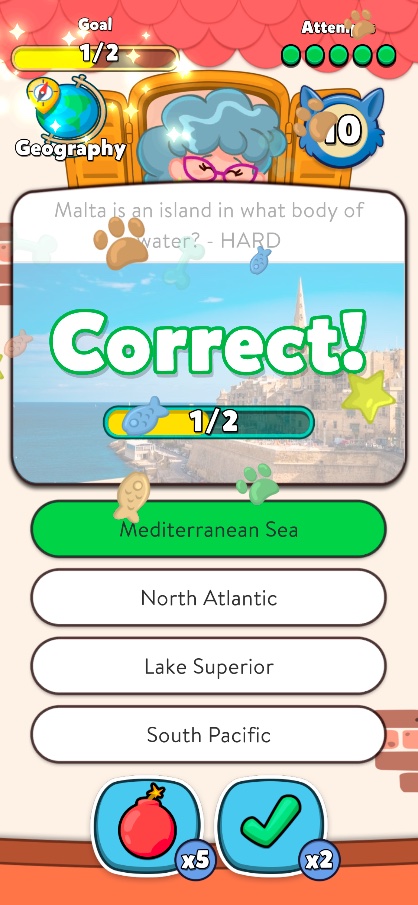 Goal
Attempts
1/2
10
Geography
Malta is an island in what body of
water? - HARD
Correct!
1/2
Mediterranean Sea
North Atlantic
Lake Superior
South Pacific
x5
x2